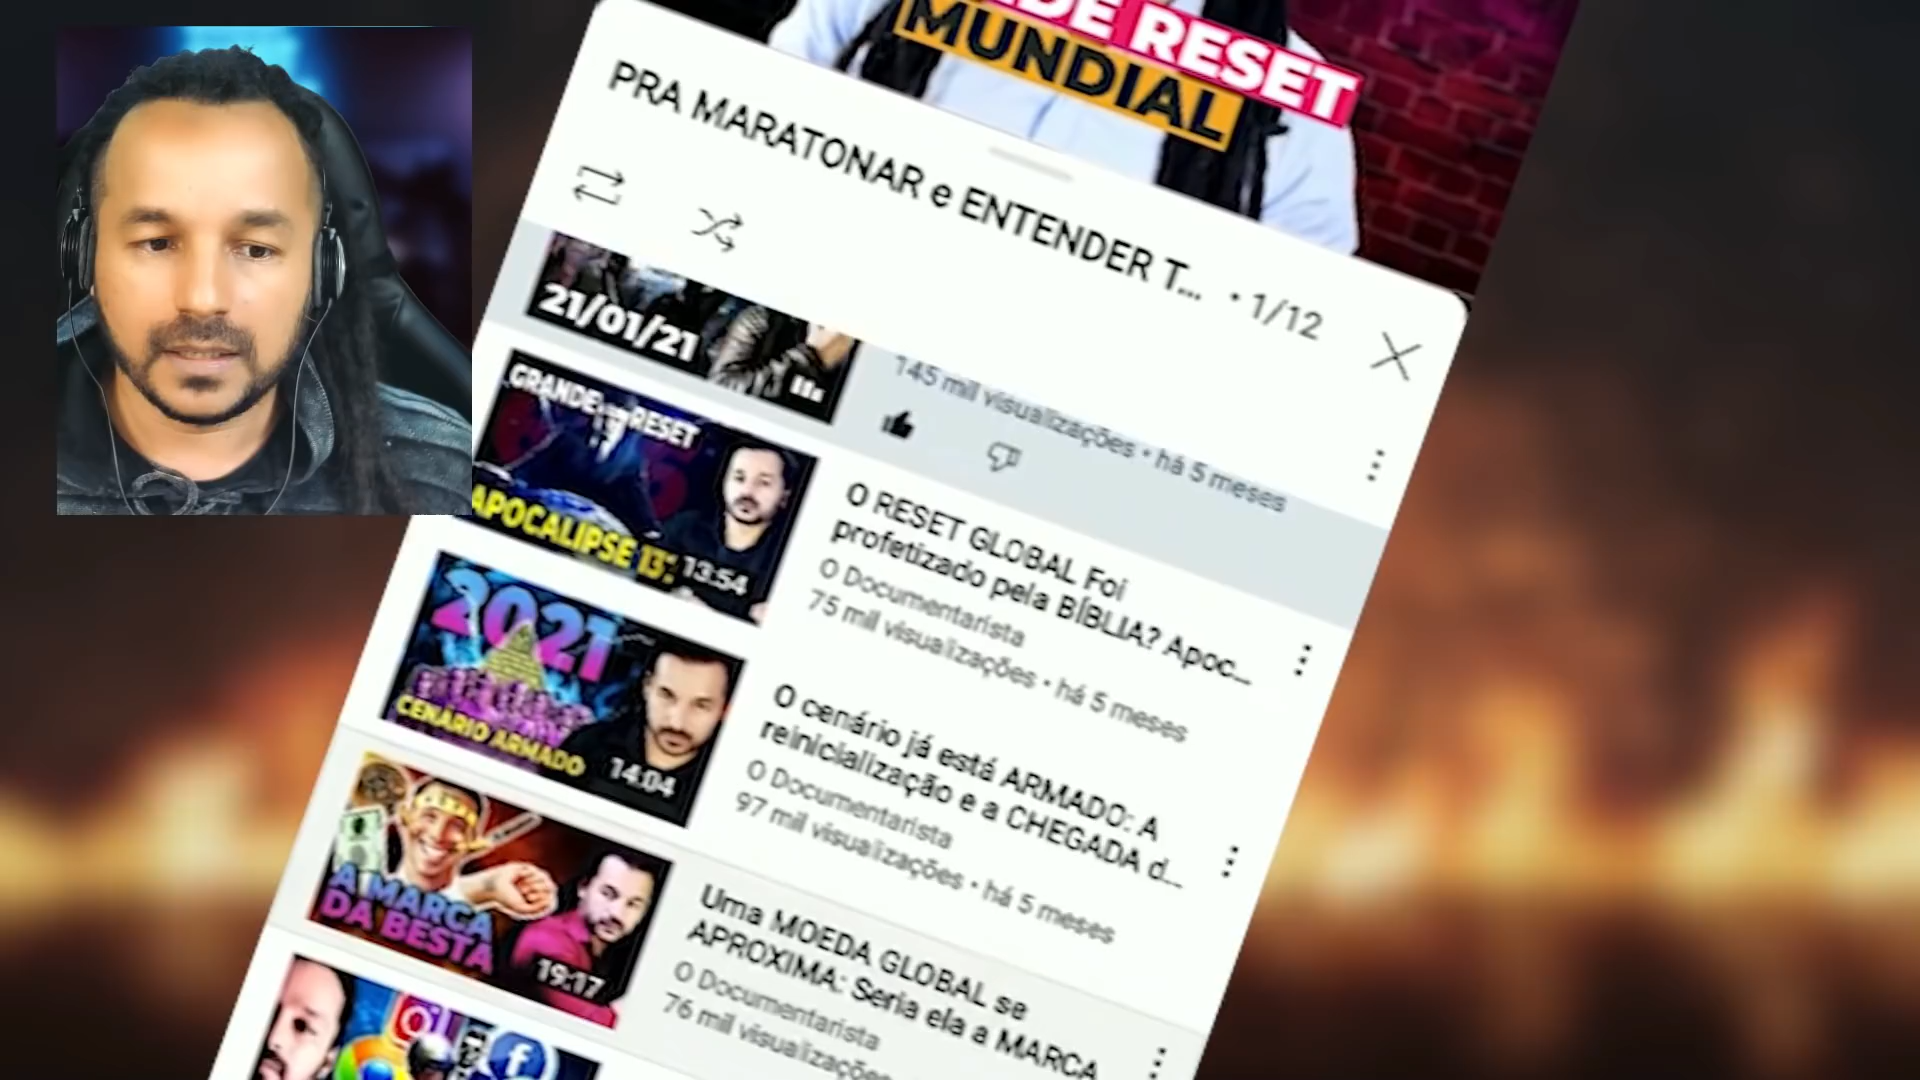 DE RESET
MUNDIAL
PRA MARATONAR e ENTENDER T... • 1/12
21/01/21
145 mil visualizações • há 5 meses
GRANDE RESET
APOCALIPSE 13:
13:54
O RESET GLOBAL Foi
profetizado pela BÍBLIA? Apoc...
O Documentarista
75 mil visualizações • há 5 meses
2021
CENÁRIO ARMADO
14:04
O cenário já está ARMADO: A
reinicialização e a CHEGADA d...
O Documentarista
97 mil visualizações • há 5 meses
A MARCA
DA BESTA
19:17
Uma MOEDA GLOBAL se
APROXIMA: Seria ela a MARCA
O Documentarista
76 mil visualizações